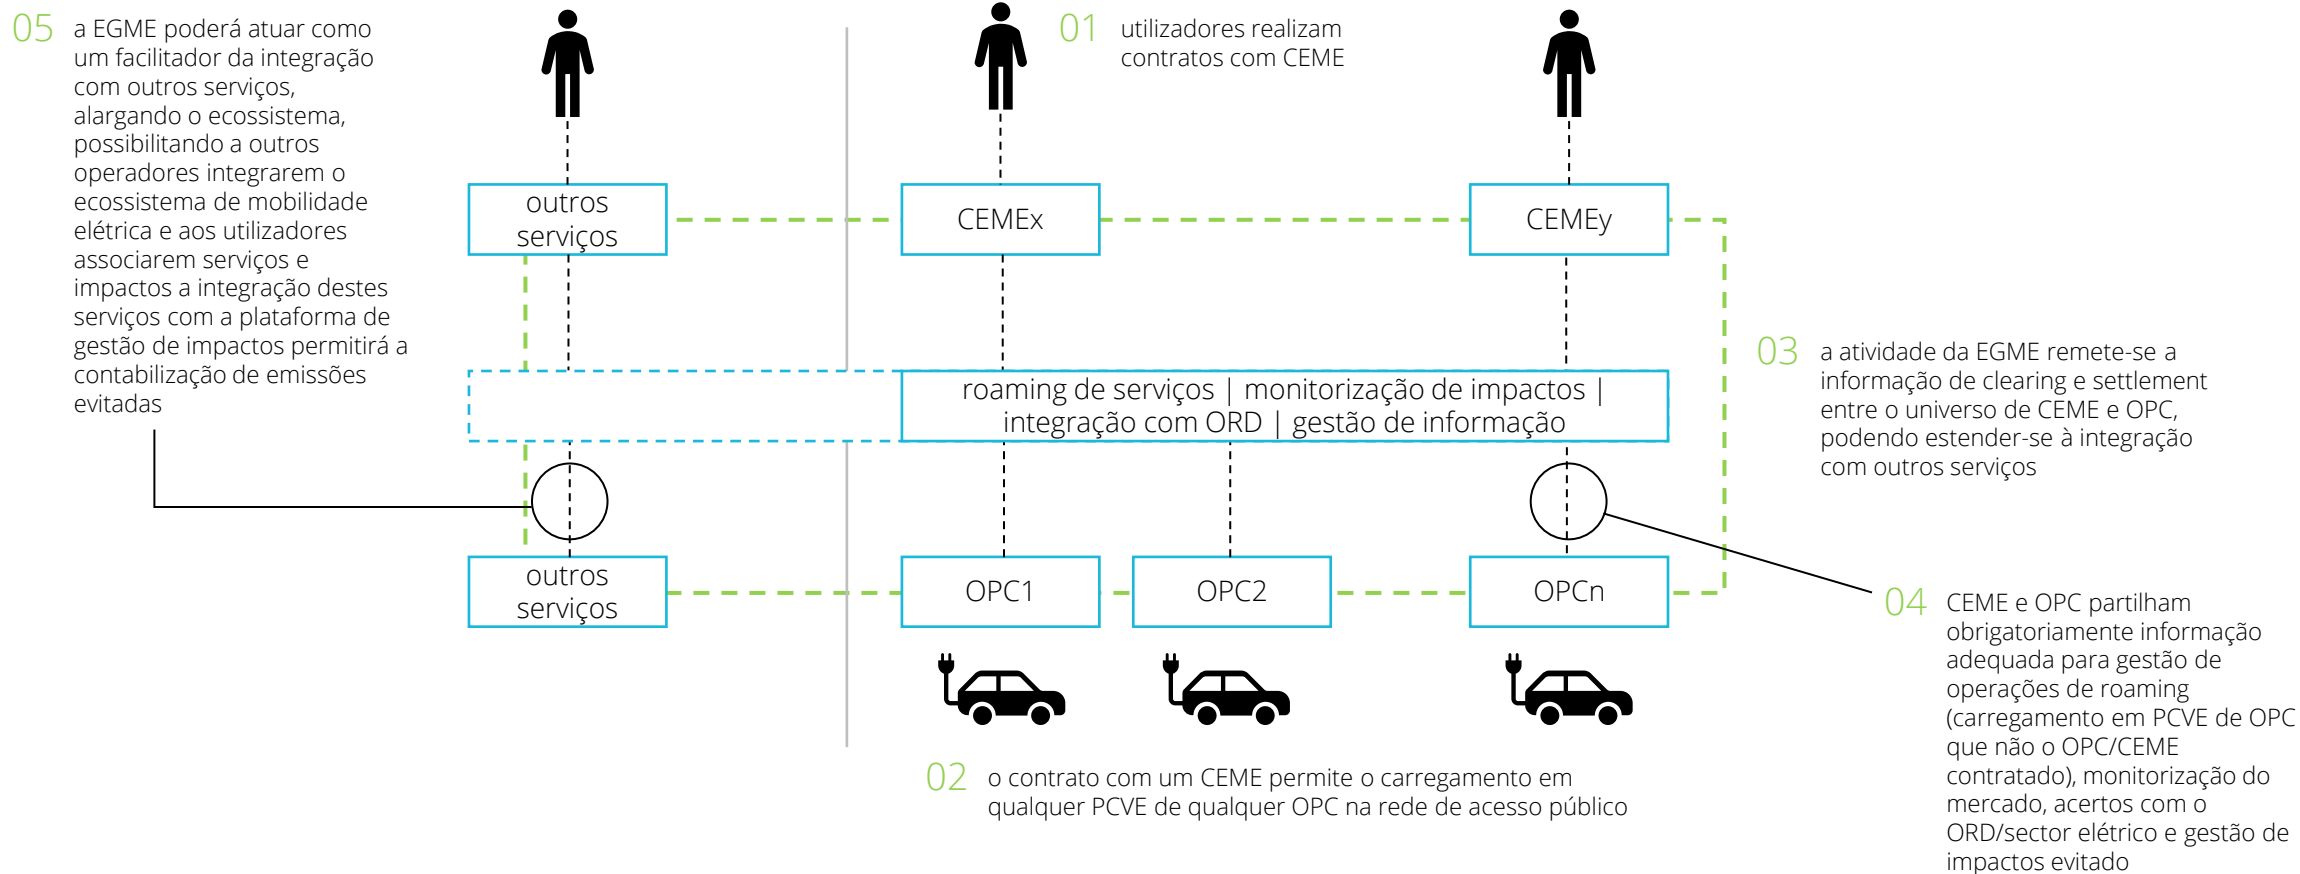 05
a EGME poderá atuar como
um facilitador da integração
com outros serviços,
alargando o ecossistema,
possibilitando a outros
operadores integrarem o
ecossistema de mobilidade
elétrica e aos utilizadores
associarem serviços e
impactos a integração destes
serviços com a plataforma de
gestão de impactos permitirá a
contabilização de emissões
evitadas
01
utilizadores realizam
contratos com CEME
outros
serviços
CEMEx
CEMEy
roaming de serviços | monitorização de impactos |
integração com ORD | gestão de informação
03
a atividade da EGME remete-se a
informação de clearing e settlement
entre o universo de CEME e OPC,
podendo estender-se à integração
com outros serviços
outros
serviços
OPC1
OPC2
OPCn
04
CEME e OPC partilham
obrigatoriamente informação
adequada para gestão de
operações de roaming
(carregamento em PCVE de OPC
que não o OPC/CEME
contratado), monitorização do
mercado, acertos com o
ORD/sector elétrico e gestão de
impactos evitado
02
o contrato com um CEME permite o carregamento em
qualquer PCVE de qualquer OPC na rede de acesso público